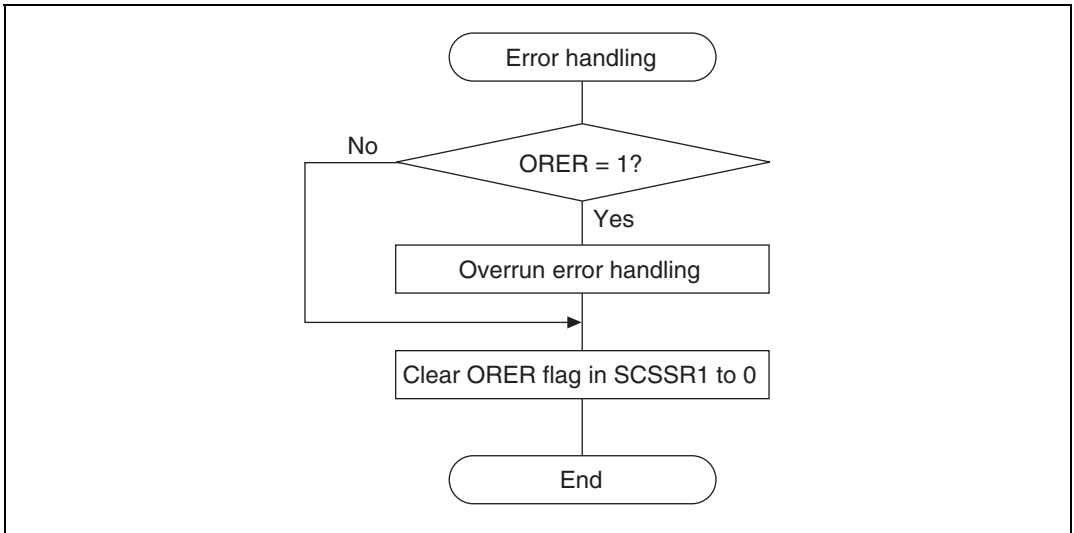 Error handling
No
ORER = 1?
Yes
Overrun error handling
Clear ORER flag in SCSSR1 to 0
End